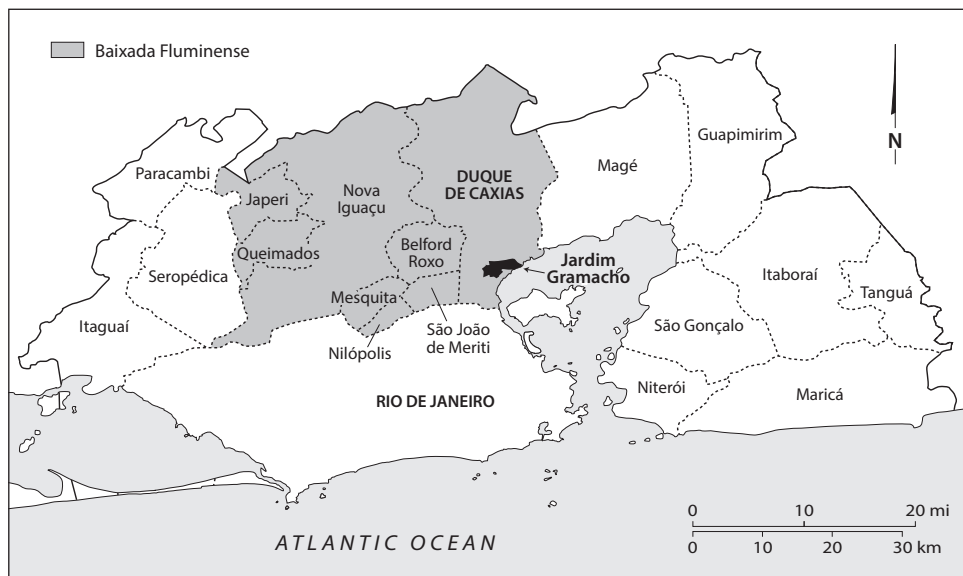 Baixada Fluminense
N
Guapimirim
Paracambi
Magé
DUQUE
DE CAXIAS
Japeri
Nova
Iguaçu
Queimados
Belford
Roxo
Jardim
Gramacho
Seropédica
Itaboraí
Mesquita
Tanguá
Itaguaí
São João
de Meriti
São Gonçalo
Nilópolis
Niterói
Maricá
RIO DE JANEIRO
0 10 20 mi
0 10 20 30 km
ATLANTIC OCEAN